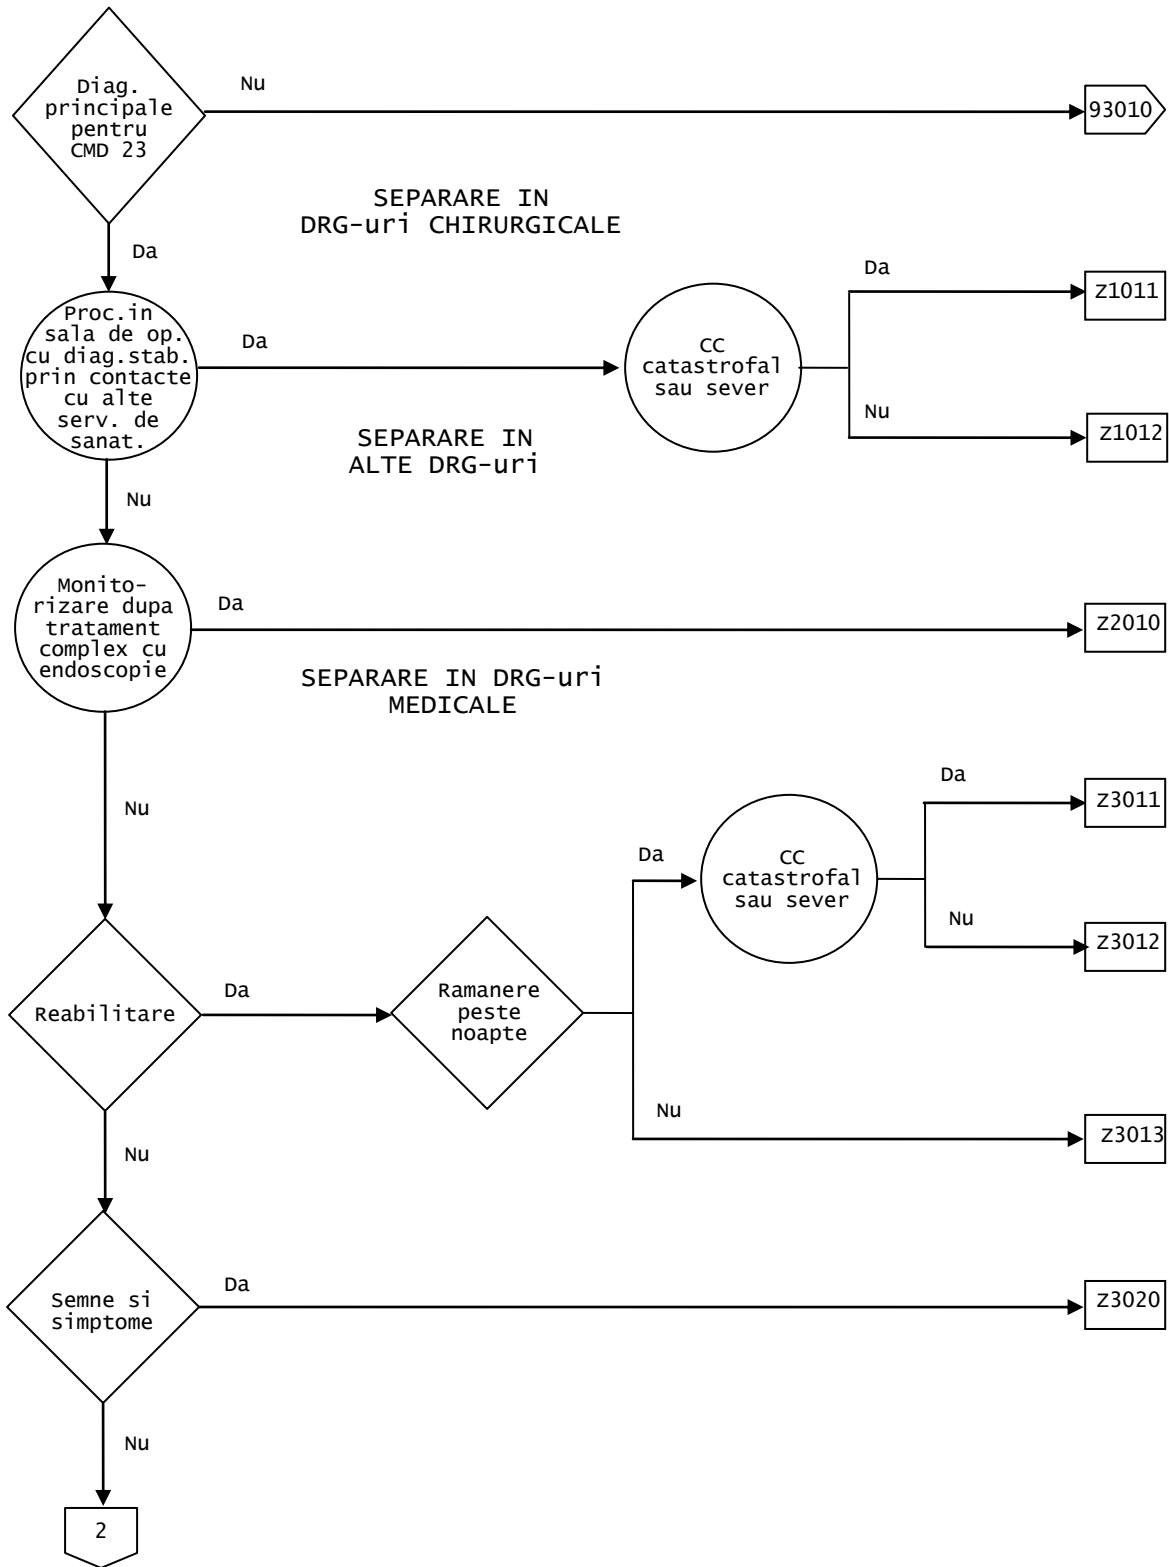 Diag.
principale
pentru
CMD 23
Nu
93010
SEPARARE IN
DRG-uri CHIRURGICALE
Da
Proc.in
sala de op.
cu diag.stab.
prin contacte
cu alte
serv. de
sanat.
Da
CC
catastrofal
sau sever
Da
Z1011
Nu
Z1012
SEPARARE IN
ALTE DRG-uri
Nu
Monito-
rizare dupa
tratament
complex cu
endoscopie
Da
Z2010
SEPARARE IN DRG-uri
MEDICALE
Nu
Reabilitare
Da
Ramanere
peste
noapte
Da
CC
catastrofal
sau sever
Da
Z3011
Nu
Z3012
Nu
Z3013
Nu
Semne si
simptome
Da
Z3020
Nu
2